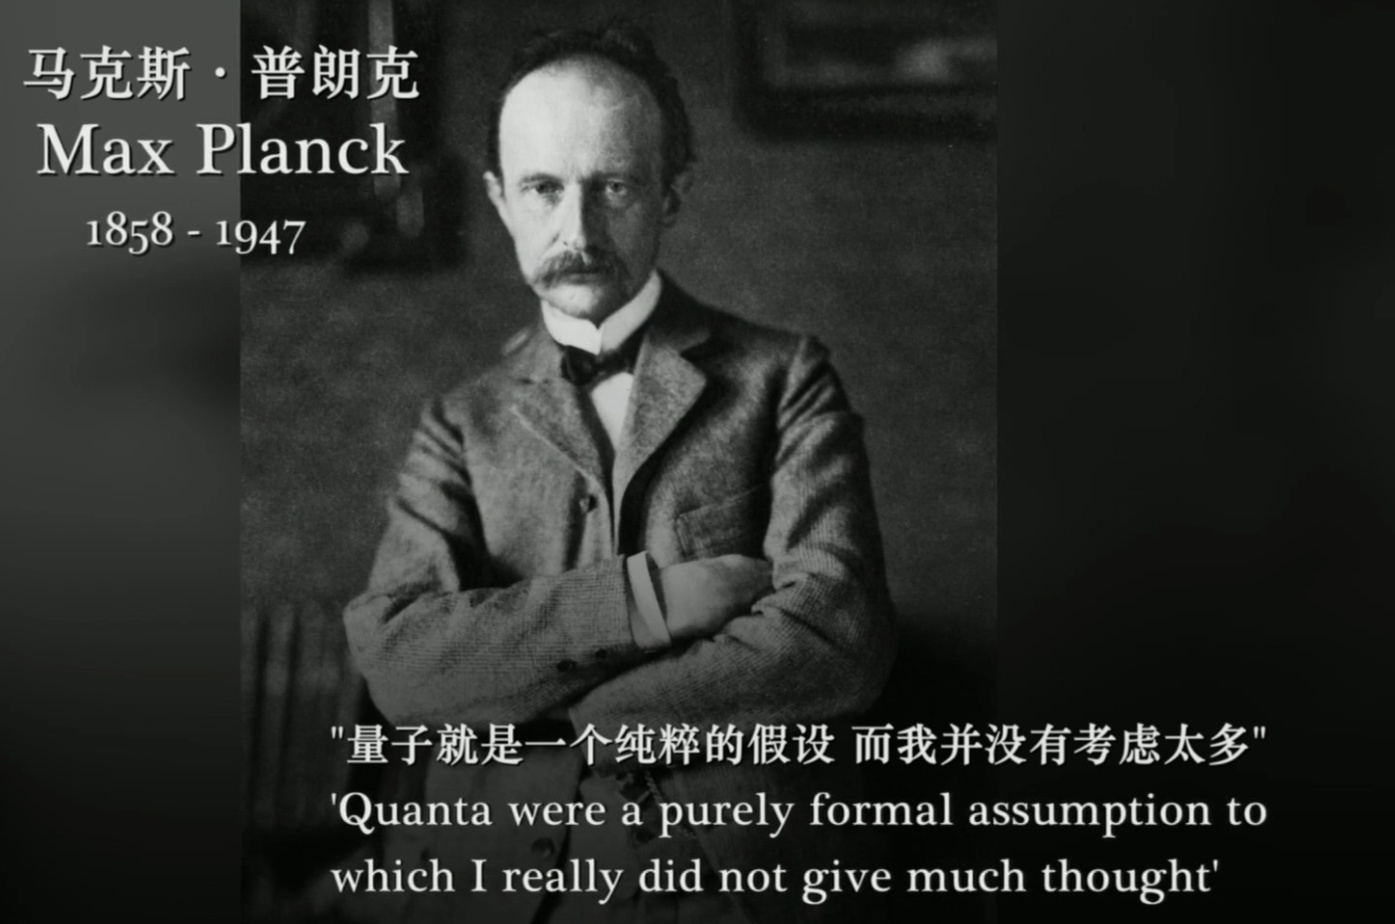 马克斯·普朗克
Max Planck
1858 - 1947
"量子就是一个纯粹的假设 而我并没有考虑太多"
'Quanta were a purely formal assumption to
which I really did not give much thought'